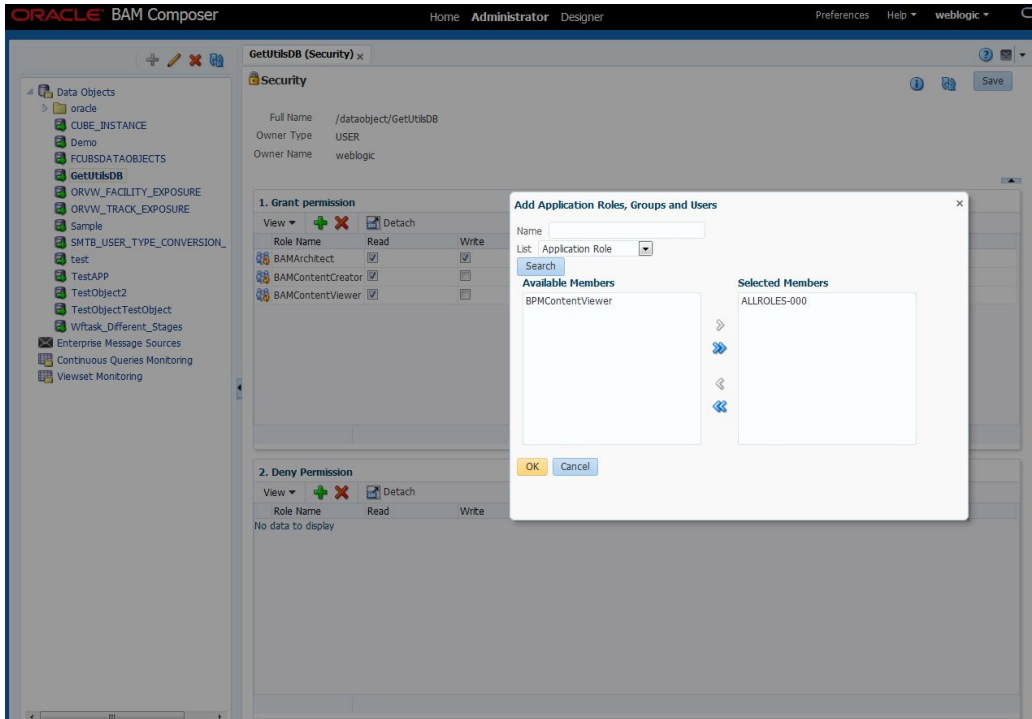 ORACLE BAM Composer
Home Administrator Designer
Preferences Help weblogic
GetUtilsDB (Security)
Security
Save
Full Name /dataobject/GetUtilsDB
Owner Type USER
Owner Name weblogic
Data Objects
oracle
CUBE_INSTANCE
Demo
FCUBSDATAOBJECTS
GetUtilsDB
ORVW_FACILITY_EXPOSURE
ORVW_TRACK_EXPOSURE
Sample
SMTB_USER_TYPE_CONVERSION_
test
TestAPP
TestObject2
TestObjectTestObject
Wftask_Different_Stages
Enterprise Message Sources
Continuous Queries Monitoring
Viewset Monitoring
1. Grant permission
View Detach
Role Name Read Write
BAMArchitect
BAMContentCreator
BAMContentViewer
2. Deny Permission
View Detach
Role Name Read Write
No data to display
Add Application Roles, Groups and Users
Name
List Application Role
Search
Available Members Selected Members
BPMContentViewer ALLROLES-000
OK Cancel